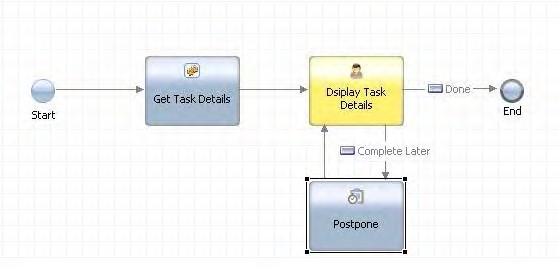 Start
Get Task Details
Dsiplay Task
Details
Done
End
Complete Later
Postpone